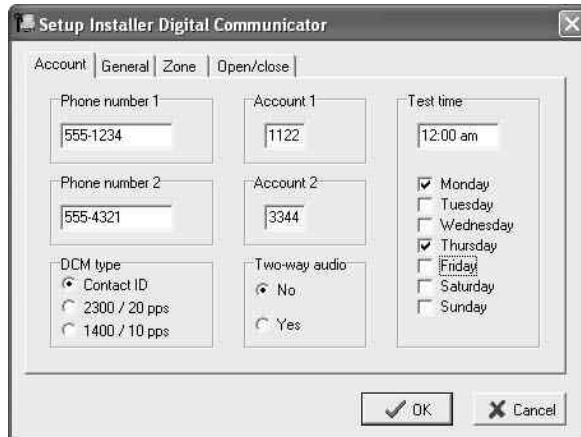 Setup Installer Digital Communicator
Account General Zone Open/close
Phone number 1
555-1234
Account 1
1122
Test time
12:00 am
Phone number 2
555-4321
Account 2
3344
Monday
Tuesday
Wednesday
Thursday
Friday
Saturday
Sunday
DCM type
Contact ID
2300 / 20 pps
1400 / 10 pps
Two-way audio
No
Yes
OK Cancel